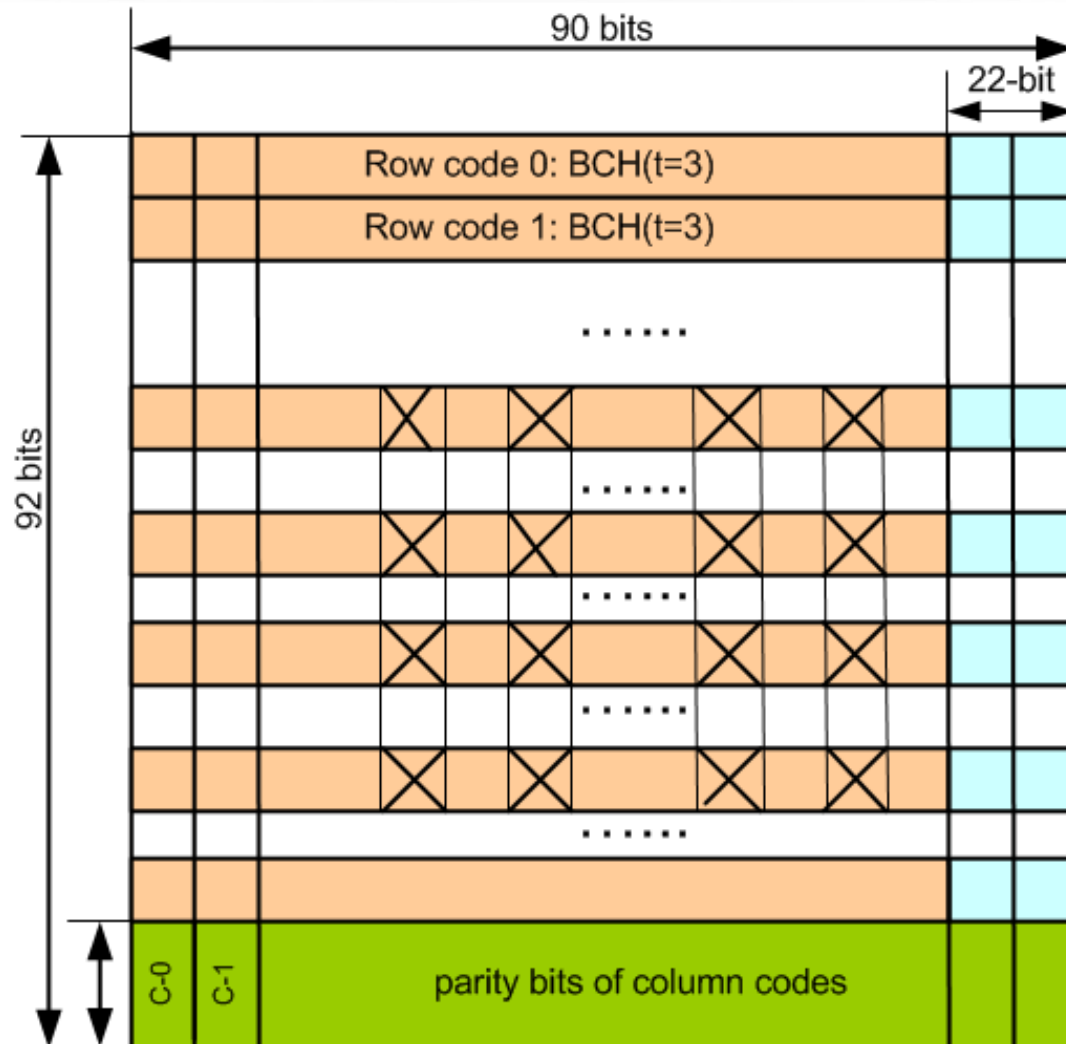 90 bits
22-bit
Row code 0: BCH(t=3)
Row code 1: BCH(t=3)
......
92 bits
......
......
......
......
C-0
C-1
parity bits of column codes